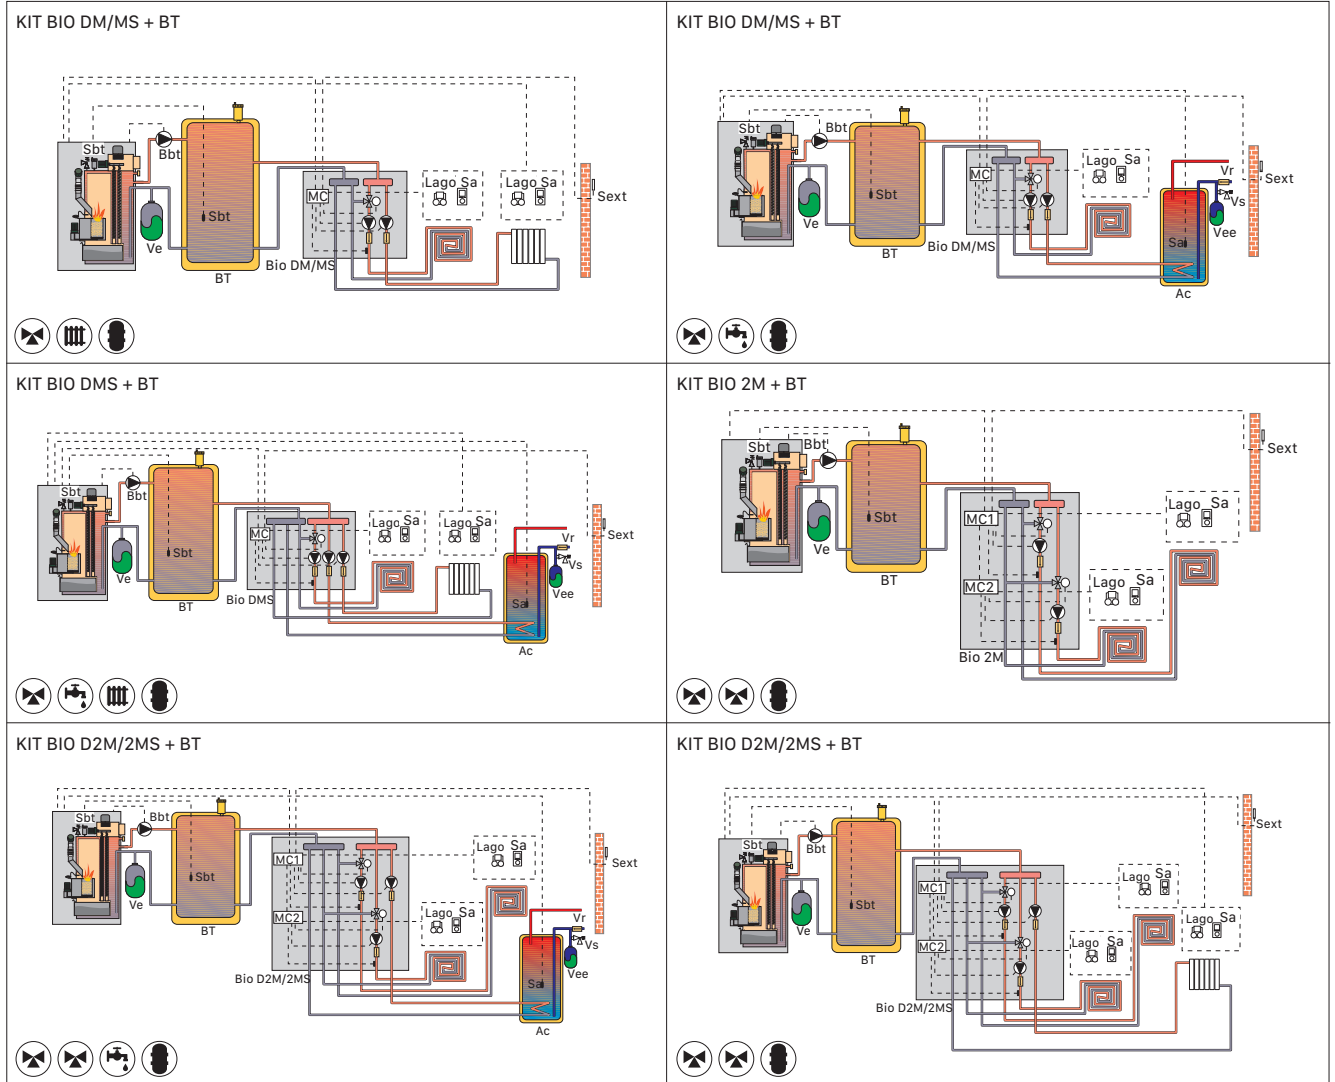 KIT BIO DM/MS + BT
Sbt
Bbt
Ve
Sbt
BT
MC
Bio DM/MS
Lago Sa
Lago Sa
Sext
KIT BIO DM/MS + BT
Sbt
Bbt
Ve
Sbt
BT
MC
Bio DM/MS
Lago Sa
Vr
Vs
Vee
Sa
Ac
Sext
KIT BIO DMS + BT
Sbt
Bbt
Ve
Sbt
BT
MC
Bio DMS
Lago Sa
Lago Sa
Vr
Vs
Vee
Sa
Ac
Sext
KIT BIO 2M + BT
Sbt
Bbt
Ve
Sbt
BT
MC1
MC2
Bio 2M
Lago Sa
Lago Sa
Sext
KIT BIO D2M/2MS + BT
Sbt
Bbt
Ve
Sbt
BT
MC1
MC2
Bio D2M/2MS
Lago Sa
Lago Sa
Vr
Vs
Vee
Sa
Ac
Sext
KIT BIO D2M/2MS + BT
Sbt
Bbt
Ve
Sbt
BT
MC1
MC2
Bio D2M/2MS
Lago Sa
Lago Sa
Lago Sa
Sext